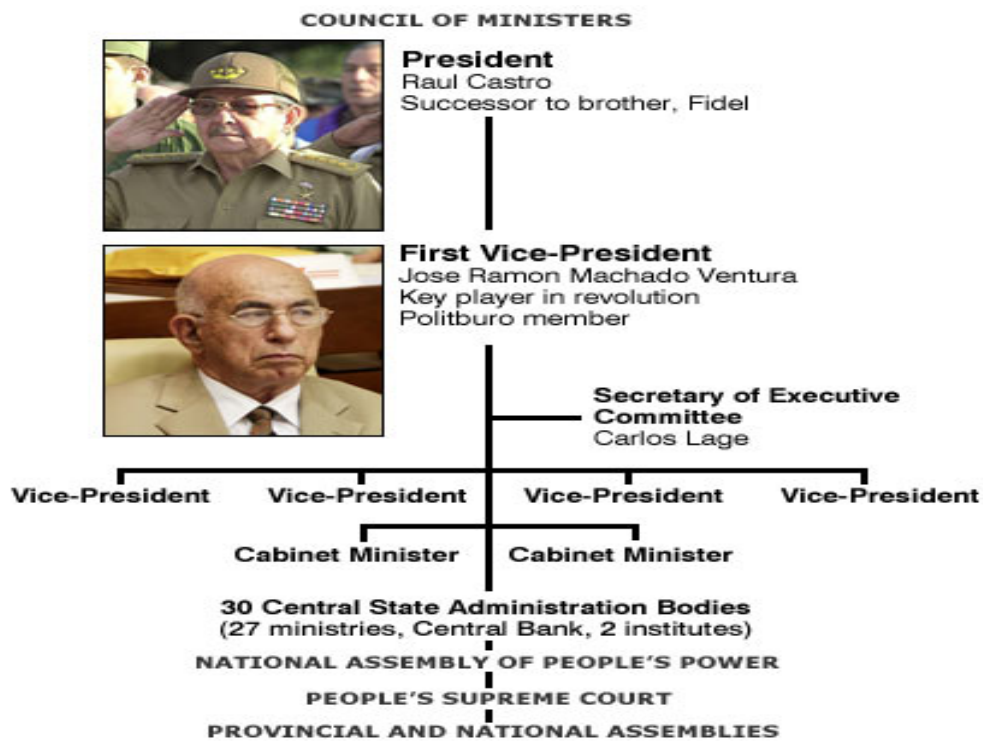 COUNCIL OF MINISTERS
President
Raul Castro
Successor to brother, Fidel
First Vice-President
Jose Ramon Machado Ventura
Key player in revolution
Politburo member
Secretary of Executive
Committee
Carlos Lage
Vice-President Vice-President Vice-President Vice-President
Cabinet Minister Cabinet Minister
30 Central State Administration Bodies
(27 ministries, Central Bank, 2 institutes)
NATIONAL ASSEMBLY OF PEOPLE'S POWER
PEOPLE'S SUPREME COURT
PROVINCIAL AND NATIONAL ASSEMBLIES